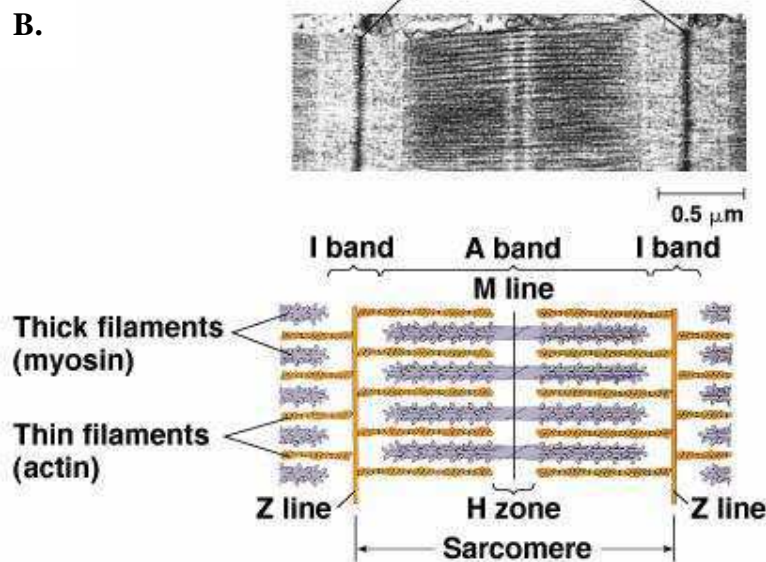 B.
0.5 μm
I band A band I band
M line
Thick filaments
(myosin)
Thin filaments
(actin)
Z line H zone Z line
Sarcomere